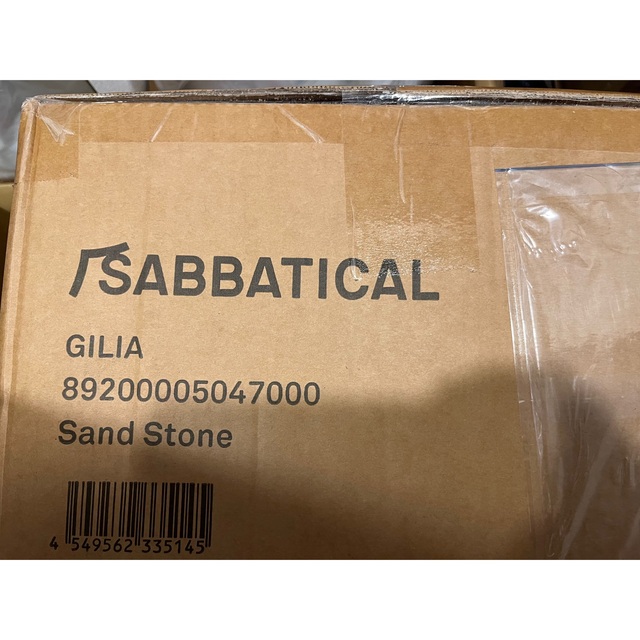 SABBATICAL
GILIA
89200005047000
Sand Stone
4 549562 335145